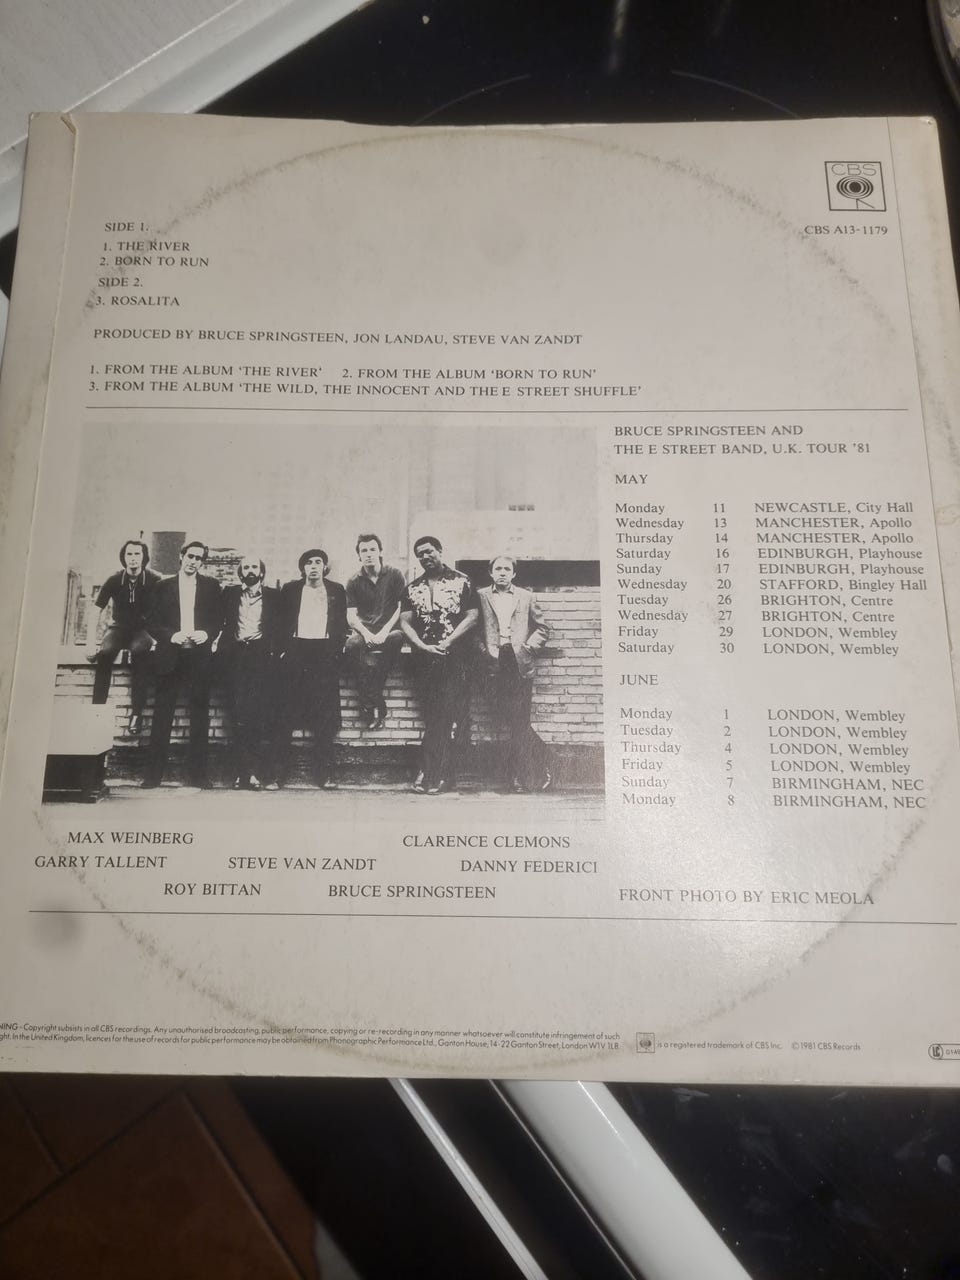 CBS
CBS A13-1179
SIDE 1.
1. THE RIVER
2. BORN TO RUN
SIDE 2.
3. ROSALITA
PRODUCED BY BRUCE SPRINGSTEEN, JON LANDAU, STEVE VAN ZANDT
1. FROM THE ALBUM ‘THE RIVER‘ 2. FROM THE ALBUM ‘BORN TO RUN’
3. FROM THE ALBUM ‘THE WILD, THE INNOCENT AND THE E STREET SHUFFLE’
BRUCE SPRINGSTEEN AND
THE E STREET BAND, U.K. TOUR ’81
MAY
Monday 11 NEWCASTLE, City Hall
Wednesday 13 MANCHESTER, Apollo
Thursday 14 MANCHESTER, Apollo
Saturday 16 EDINBURGH, Playhouse
Sunday 17 EDINBURGH, Playhouse
Wednesday 20 STAFFORD, Bingley Hall
Tuesday 26 BRIGHTON, Centre
Wednesday 27 BRIGHTON, Centre
Friday 29 LONDON, Wembley
Saturday 30 LONDON, Wembley
JUNE
Monday 1 LONDON, Wembley
Tuesday 2 LONDON, Wembley
Thursday 4 LONDON, Wembley
Friday 5 LONDON, Wembley
Sunday 7 BIRMINGHAM, NEC
Monday 8 BIRMINGHAM, NEC
MAX WEINBERG CLARENCE CLEMONS
GARRY TALLENT STEVE VAN ZANDT DANNY FEDERICI
ROY BITTAN BRUCE SPRINGSTEEN
FRONT PHOTO BY ERIC MEOLA
NING - Copyright subsists in all CBS recordings. Any unauthorised broadcasting, public performance, copying or re-recording in any manner whatsoever will constitute infringement of such
ght. In the United Kingdom, licences for the use of records for public performance may be obtained from Phonographic Performance Ltd., Ganton House, 14-22 Ganton Street, London W1V 1LB.
is a registered trademark of CBS Inc. © 1981 CBS Records
LC